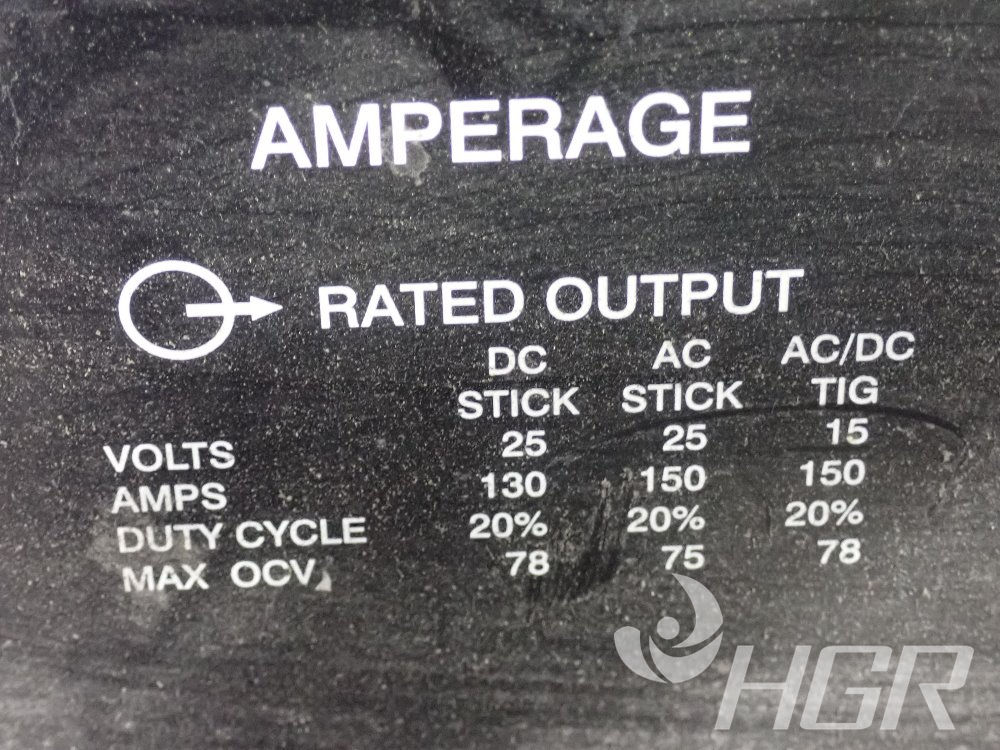 AMPERAGE
RATED OUTPUT
DC AC AC/DC
STICK STICK TIG
VOLTS 25 25 15
AMPS 130 150 150
DUTY CYCLE 20% 20% 20%
MAX OCV 78 75 78
HGR